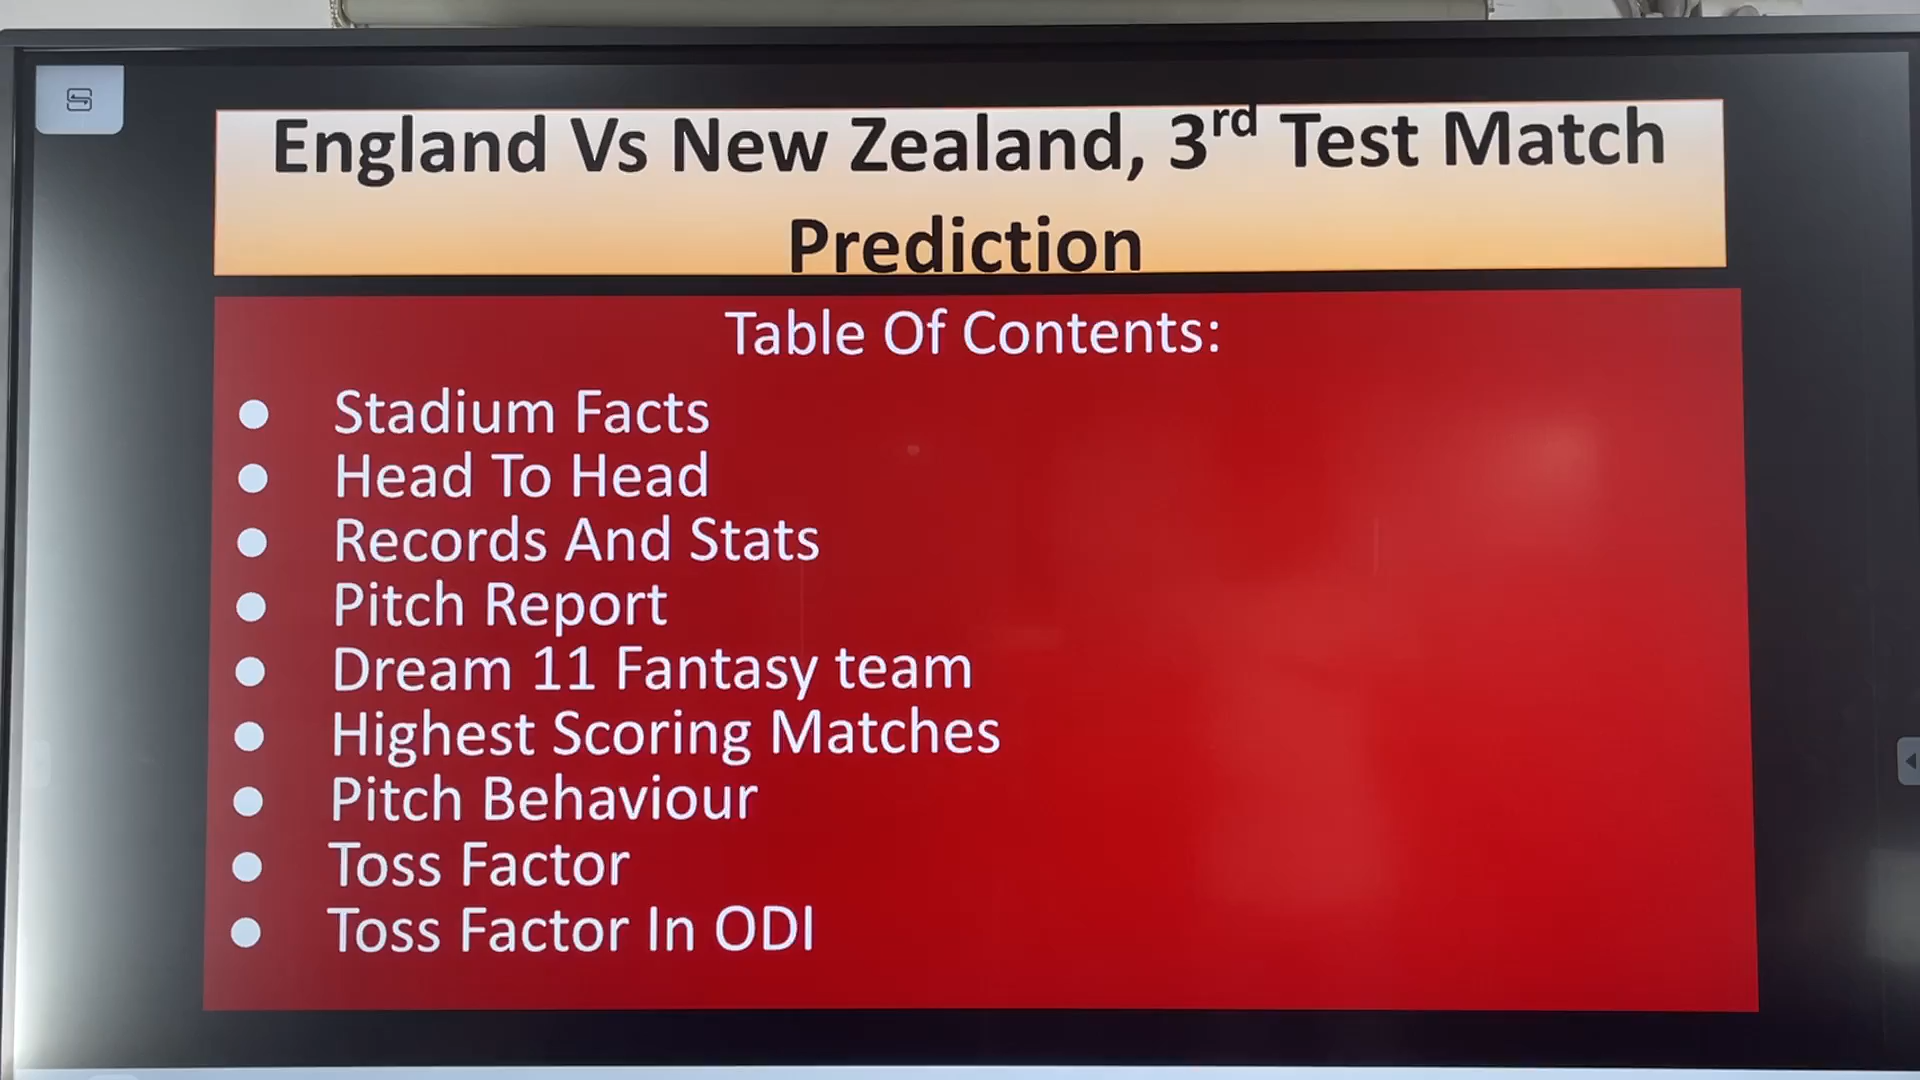 England Vs New Zealand, 3rd Test Match
Prediction
Table Of Contents:
● Stadium Facts
● Head To Head
● Records And Stats
● Pitch Report
● Dream 11 Fantasy team
● Highest Scoring Matches
● Pitch Behaviour
● Toss Factor
● Toss Factor In ODI